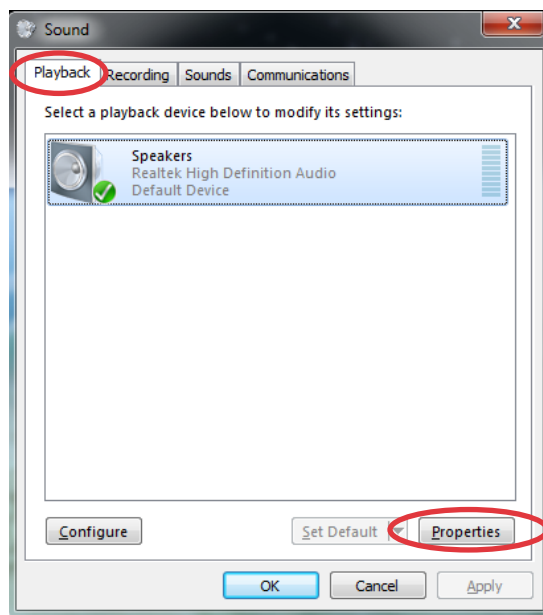 Sound
Playback Recording Sounds Communications
Select a playback device below to modify its settings:
Speakers
Realtek High Definition Audio
Default Device
Configure Set Default Properties
OK Cancel Apply